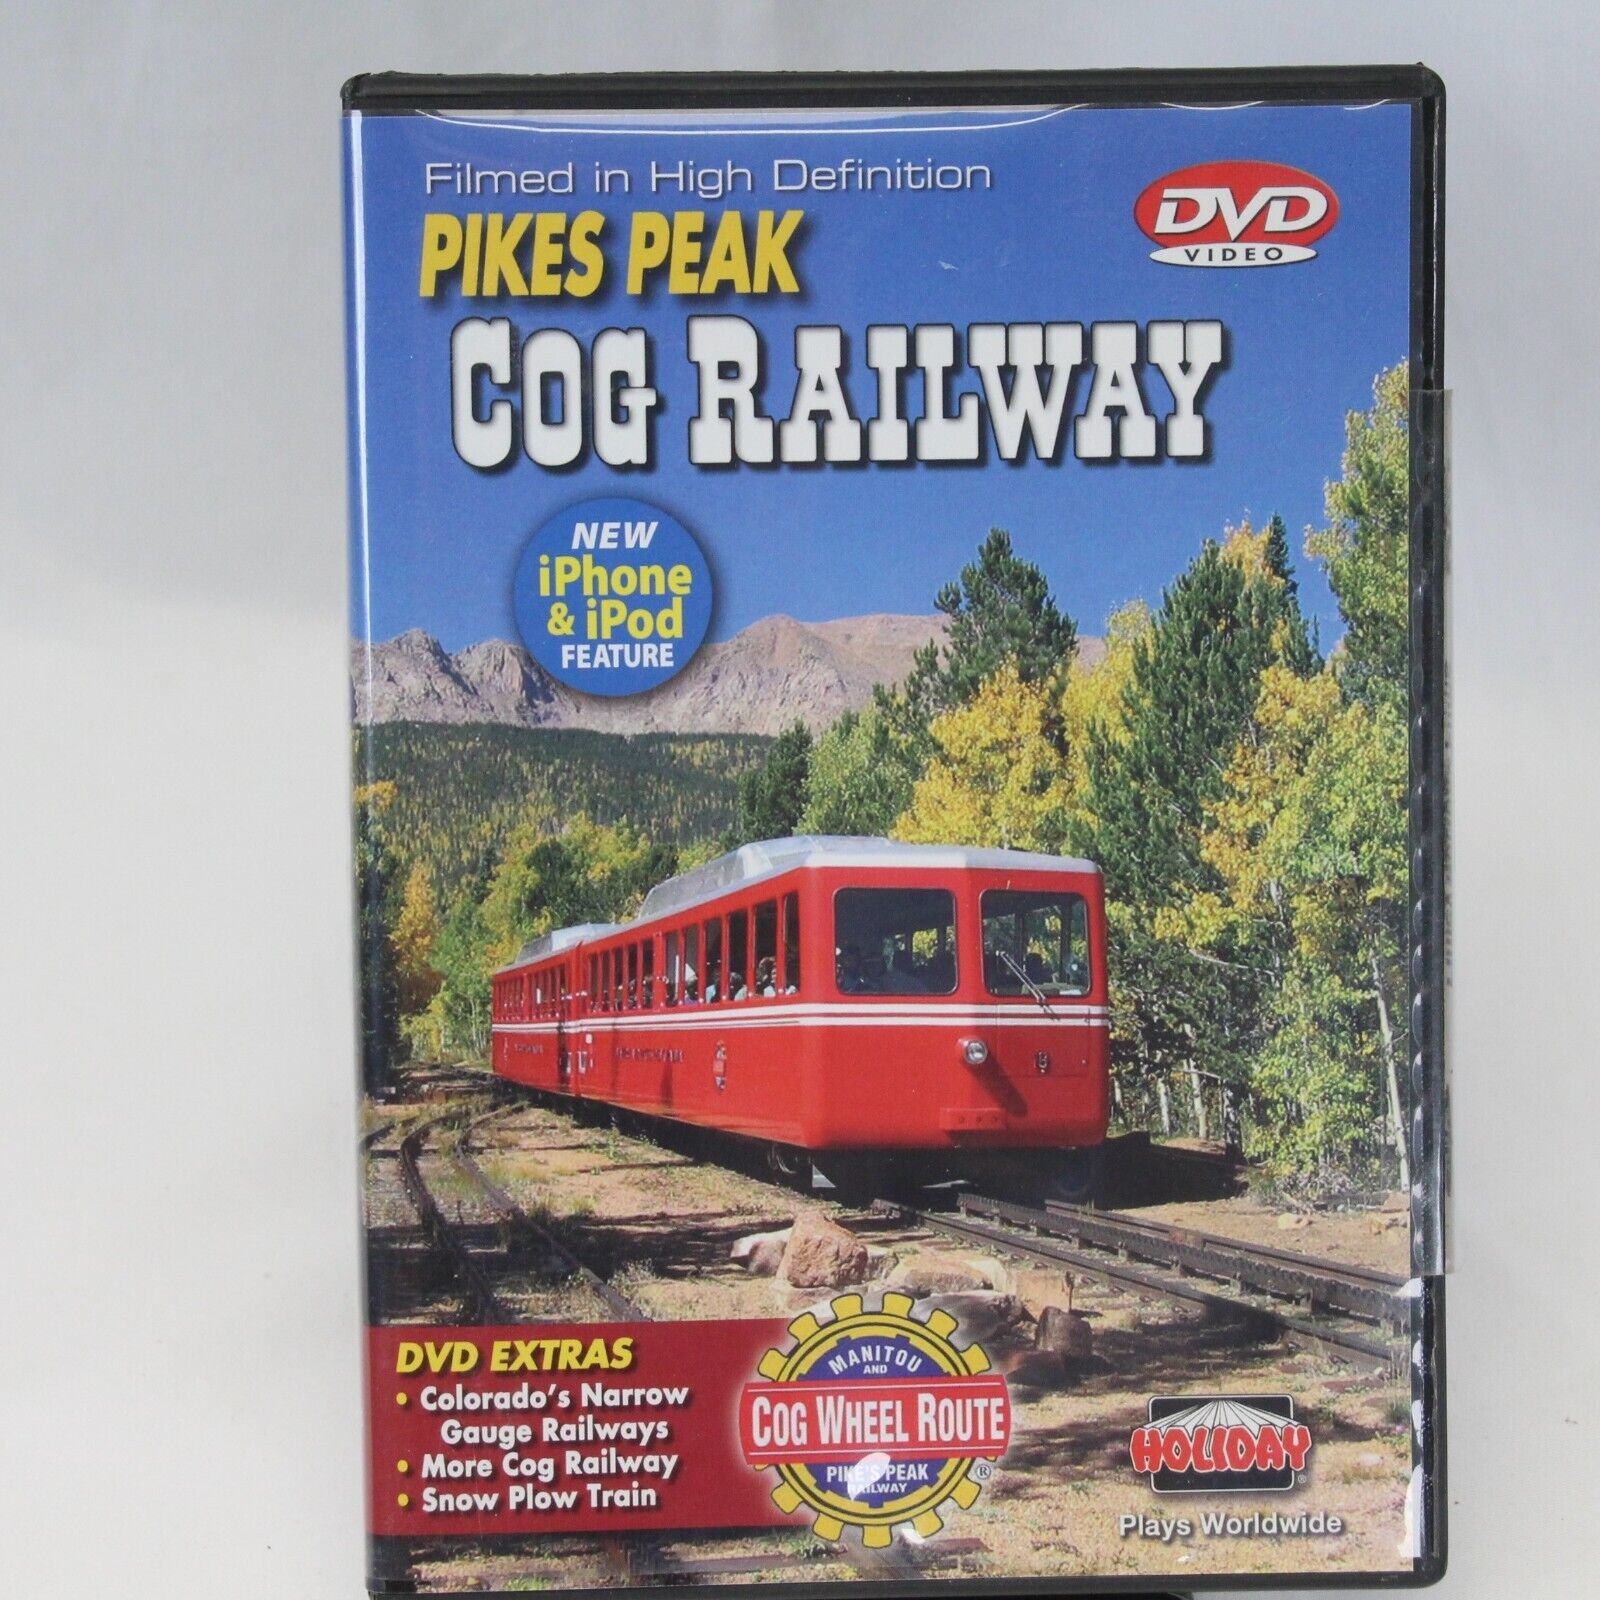 Filmed in High Definition
PIKES PEAK
COG RAILWAY
DVD
VIDEO
NEW
iPhone
& iPod
FEATURE
DVD EXTRAS
• Colorado's Narrow
Gauge Railways
• More Cog Railway
• Snow Plow Train
MANITOU
AND
COG WHEEL ROUTE
PIKE'S PEAK
RAILWAY
®
HOLIDAY
®
Plays Worldwide